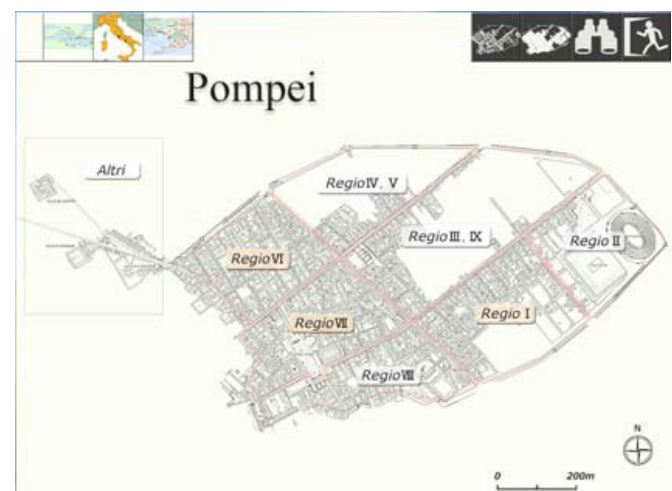 Pompei
Altri
Regio Ⅳ, Ⅴ
Regio Ⅲ, Ⅸ
Regio Ⅱ
Regio Ⅵ
Regio Ⅶ
Regio Ⅰ
Regio Ⅷ
N
0 200m